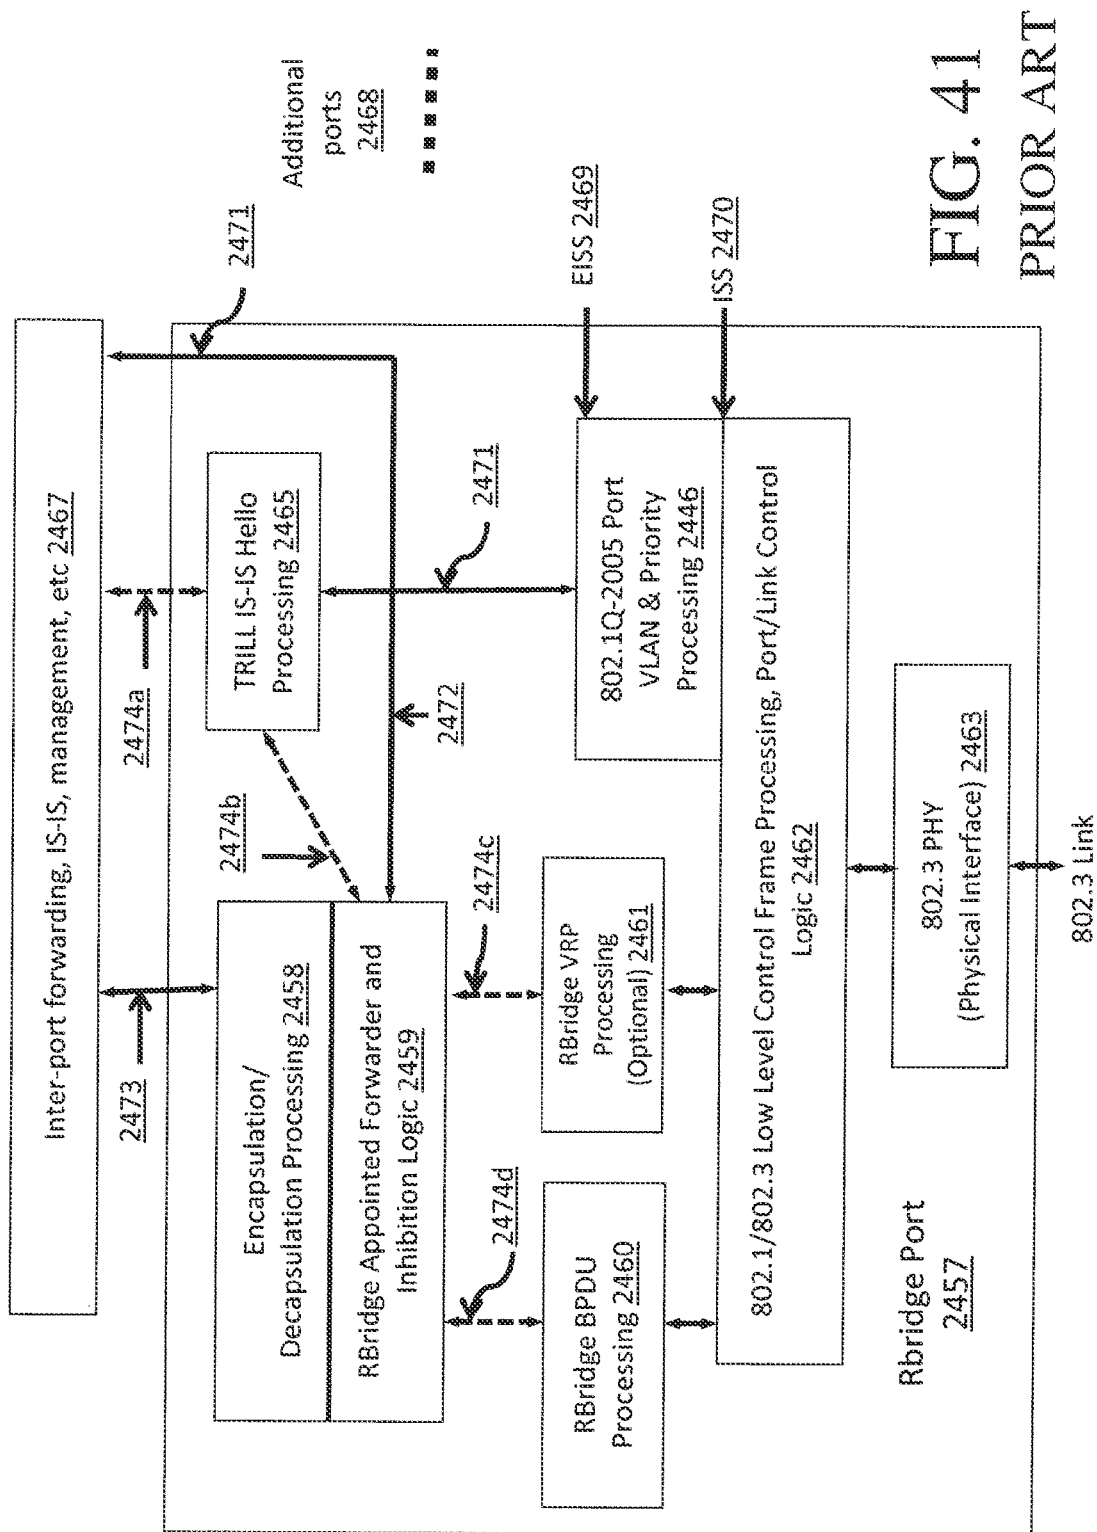 Inter-port forwarding, IS-IS, management, etc 2467
2473
2474a
2471
Additional
ports
2468
Encapsulation/
Decapsulation Processing 2458
RBridge Appointed Forwarder and
Inhibition Logic 2459
2474b
TRILL IS-IS Hello
Processing 2465
2472
2471
2474d
2474c
EISS 2469
RBridge BPDU
Processing 2460
RBridge VRP
Processing
(Optional) 2461
802.1Q-2005 Port
VLAN & Priority
Processing 2446
ISS 2470
802.1/802.3 Low Level Control Frame Processing, Port/Link Control
Logic 2462
Rbridge Port
2457
802.3 PHY
(Physical Interface) 2463
802.3 Link
FIG. 41
PRIOR ART